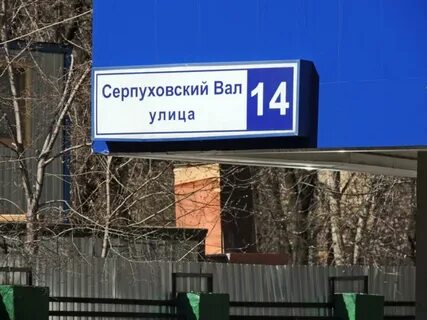 Серпуховский Вал 14
улица